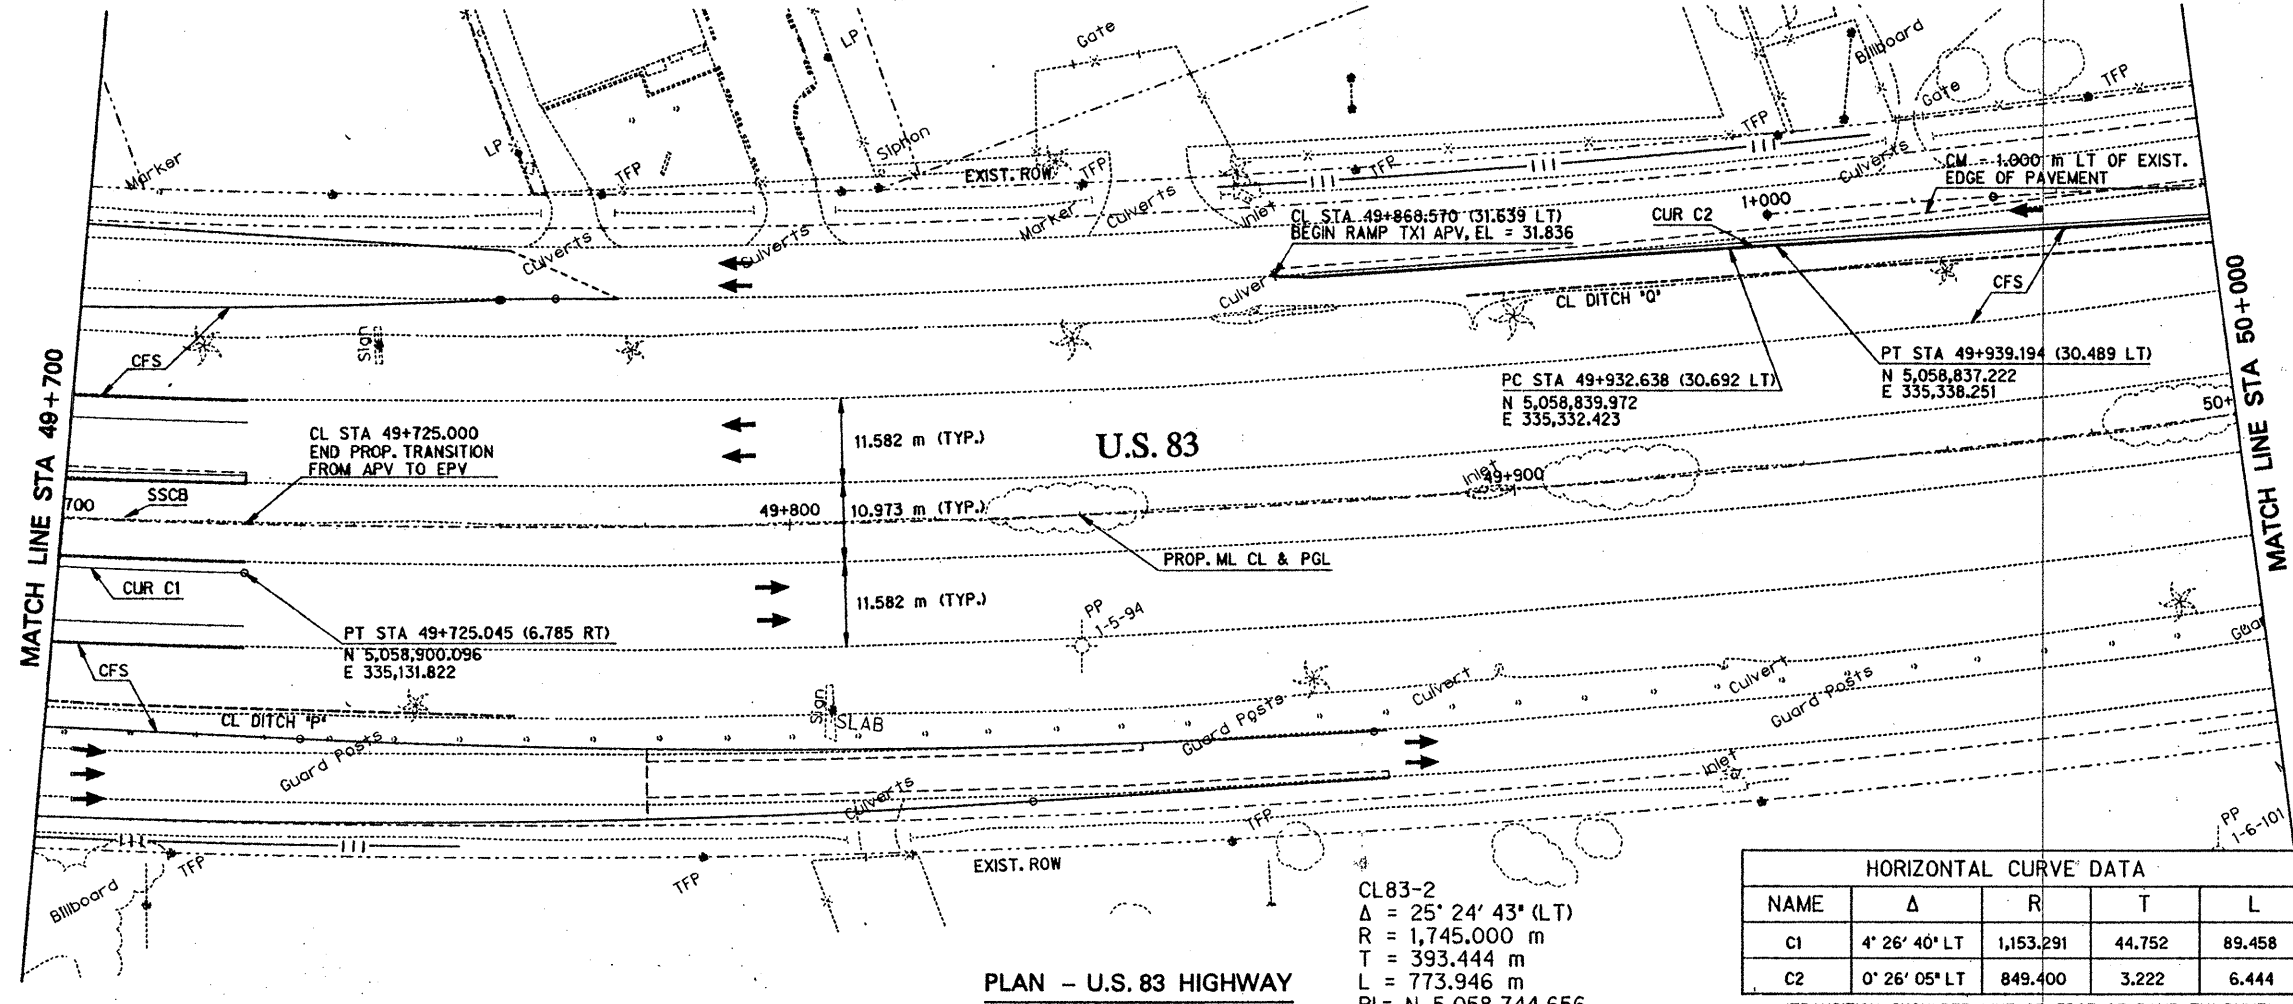 Gate
LP
Billboard
TFP
Gate
LP
Siphon
TFP
Marker
TFP
EXIST. ROW
TFP
TFP
Culverts
CM - 1.000 m LT OF EXIST.
EDGE OF PAVEMENT
Culverts
Marker
Inlet
1+000
CL STA 49+868.570 (31.639 LT)
BEGIN RAMP TX1 APV, EL = 31.836
CUR C2
Culverts
Culverts
Culvert
CL DITCH "Q"
CFS
Sign
CFS
MATCH LINE STA 49+700
MATCH LINE STA 50+000
PT STA 49+939.194 (30.489 LT)
N 5,058,837.222
E 335,338.251
PC STA 49+932.638 (30.692 LT)
N 5,058,839.972
E 335,332.423
50+
CL STA 49+725.000
END PROP. TRANSITION
FROM APV TO EPV
11.582 m (TYP.)
U.S. 83
Inlet
49+900
700
SSCB
49+800
10.973 m (TYP.)
PROP. ML CL & PGL
CUR C1
11.582 m (TYP.)
PP
1-5-94
PT STA 49+725.045 (6.785 RT)
N 5,058,900.096
E 335,131.822
CFS
Guar
Culvert
Culvert
Guard Posts
Sign
SLAB
CL DITCH "P"
Guard Posts
Guard Posts
Inlet
Culverts
TFP
PP
1-6-101
TFP
TFP
EXIST. ROW
Billboard
CL83-2
Δ = 25° 24' 43" (LT)
R = 1,745.000 m
T = 393.444 m
L = 773.946 m
PI= N 5,058,744.656
PLAN - U.S. 83 HIGHWAY
HORIZONTAL CURVE DATA
NAME Δ R T L
C1 4° 26' 40" LT 1,153.291 44.752 89.458
C2 0° 26' 05" LT 849.400 3.222 6.444